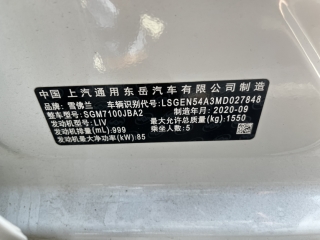 中国 上汽通用东岳汽车有限公司制造
品牌: 雪佛兰 车辆识别代号: LSGEN54A3MD027848
整车型号: SGM7100JBA2 制造年月: 2020-09
发动机型号: LIV 最大允许总质量(kg): 1550
发动机排量(mL): 999 乘坐人数: 5
发动机最大净功率(kW): 85